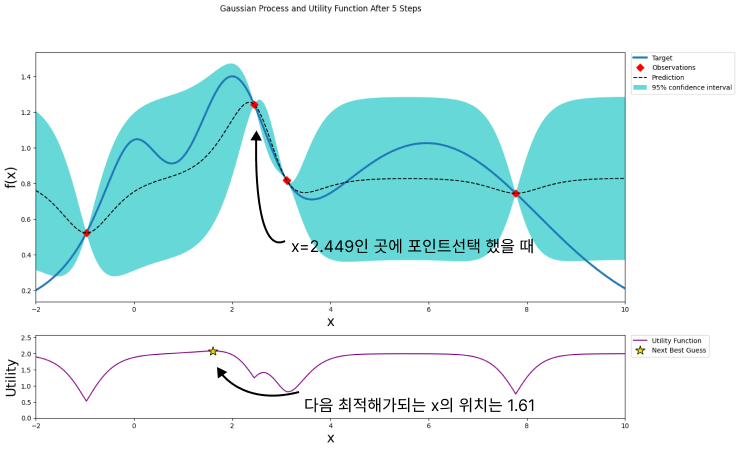 Gaussian Process and Utility Function After 5 Steps
f(x)
1.4
1.2
1.0
0.8
0.6
0.4
0.2
Target
Observations
Prediction
95% confidence interval
x=2.449인 곳에 포인트선택 했을 때
−2 0 2 4 6 8 10
x
Utility
2.5
2.0
1.5
1.0
0.5
0.0
Utility Function
Next Best Guess
다음 최적해가되는 x의 위치는 1.61
−2 0 2 4 6 8 10
x